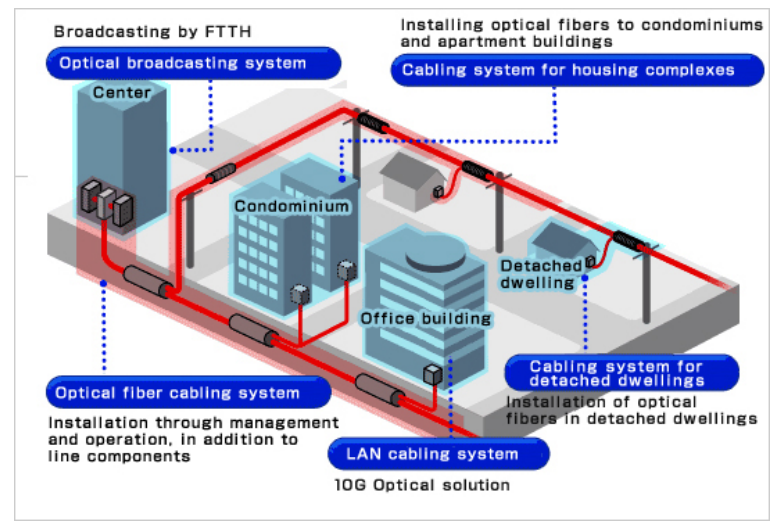 Broadcasting by FTTH
Optical broadcasting system
Installing optical fibers to condominiums
and apartment buildings
Cabling system for housing complexes
Center
Condominium
Office building
Detached
dwelling
Optical fiber cabling system
Installation through management
and operation, in addition to
line components
LAN cabling system
10G Optical solution
Cabling system for
detached dwellings
Installation of optical
fibers in detached dwellings